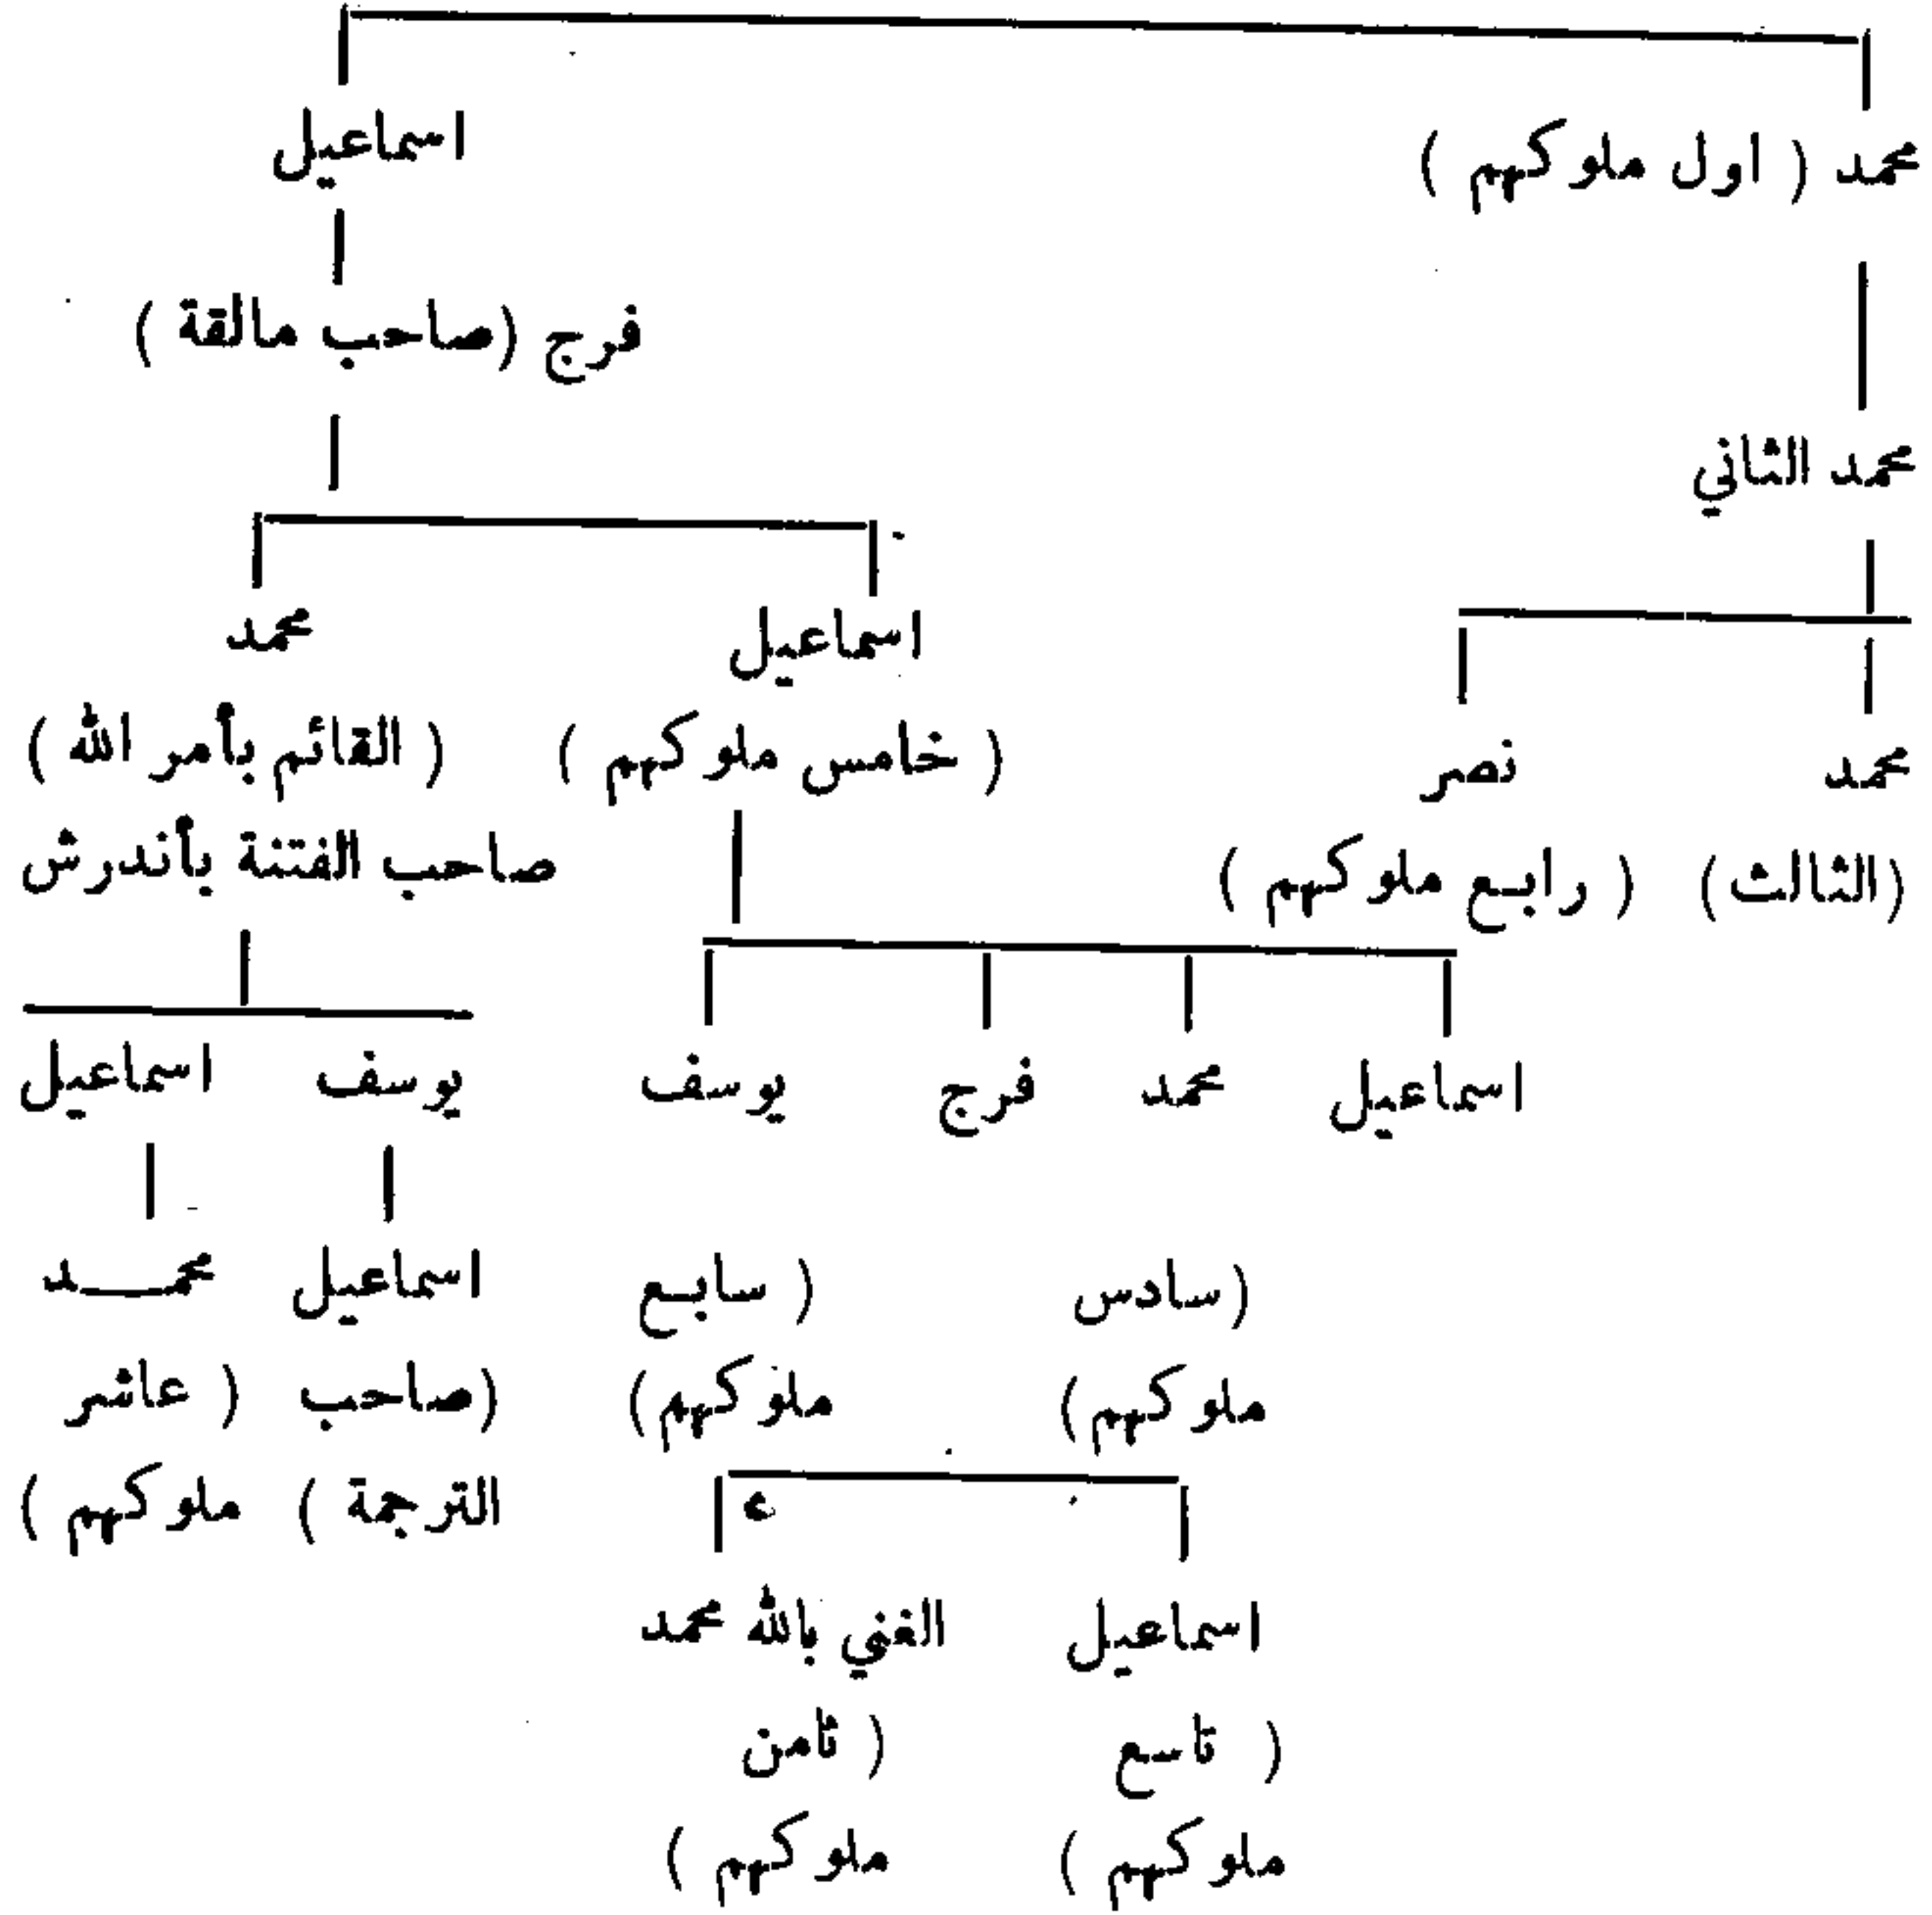 محمد ( اول ملوكهم )
اسماعيل
فرج (صاحب مالقة )
محمد الثاني
اسماعيل
محمد
محمد
نصر
( خامس ملوكهم )
( القائم بأمر الله )
(الثالث)
( رابع ملوكهم )
صاحب الفتنة بأندرش
اسماعيل
محمد
فرج
يوسف
يوسف
اسماعيل
(سادس
( سابع
اسماعيل
محمــد
ملوكهم)
ملوكهم)
(صاحب
( عاشر
الترجمة )
ملوكهم )
اسماعيل
الغني بالله محمد
( تاسع
( ثامن
ملوكهم )
ملوكهم )